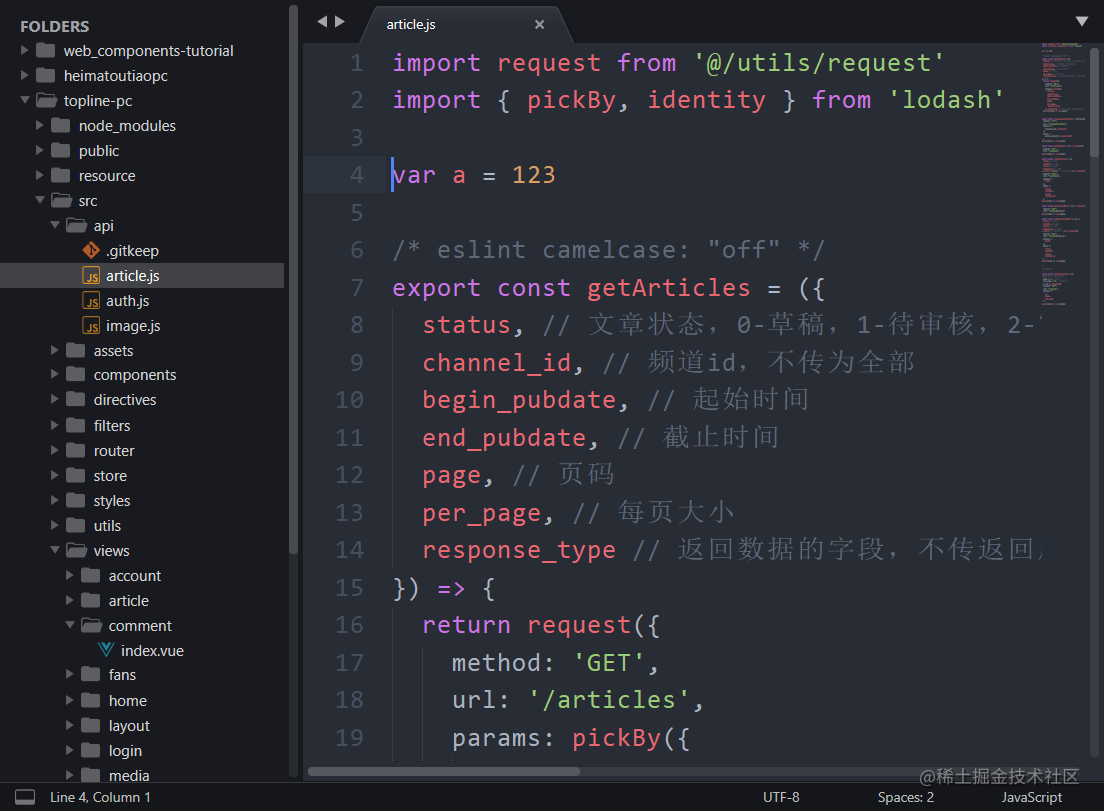 FOLDERS
web_components-tutorial
heimatoutiaopc
topline-pc
node_modules
public
resource
src
api
.gitkeep
JS article.js
JS auth.js
JS image.js
assets
components
directives
filters
router
store
styles
utils
views
account
article
comment
index.vue
fans
home
layout
login
media
article.js ×
1 import request from '@/utils/request'
2 import { pickBy, identity } from 'lodash'
3
4 var a = 123
5
6 /* eslint camelcase: "off" */
7 export const getArticles = ({
8 status, // 文章状态，0-草稿，1-待审核，2-
9 channel_id, // 频道id，不传为全部
10 begin_pubdate, // 起始时间
11 end_pubdate, // 截止时间
12 page, // 页码
13 per_page, // 每页大小
14 response_type // 返回数据的字段，不传返回
15 }) => {
16 return request({
17 method: 'GET',
18 url: '/articles',
19 params: pickBy({
@稀土掘金技术社区
Line 4, Column 1
UTF-8
Spaces: 2
JavaScript